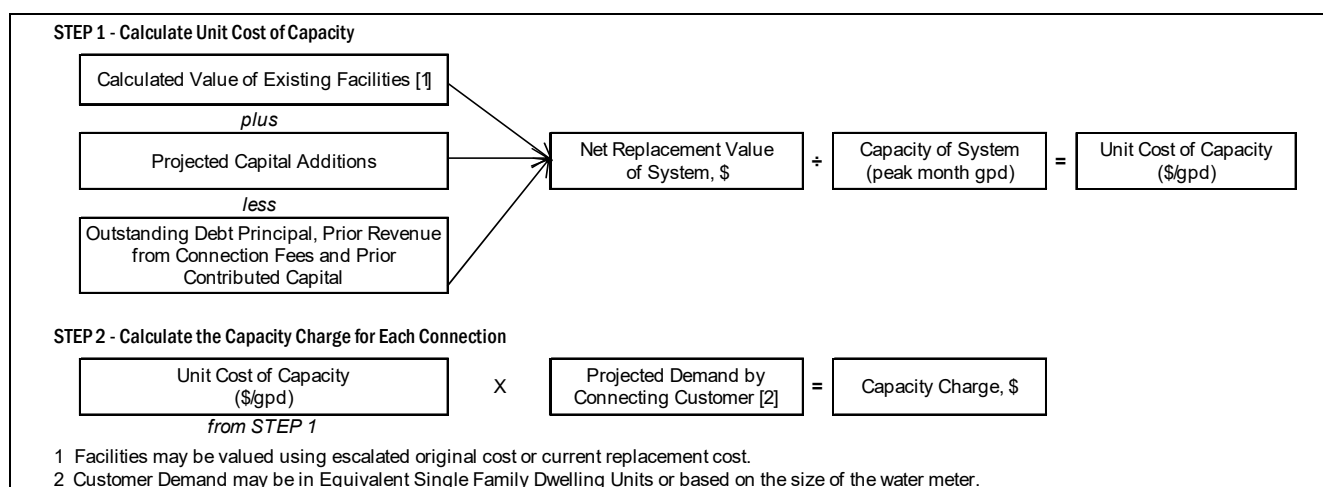 STEP 1 - Calculate Unit Cost of Capacity
Calculated Value of Existing Facilities [1]
plus
Projected Capital Additions
less
Outstanding Debt Principal, Prior Revenue
from Connection Fees and Prior
Contributed Capital
Net Replacement Value
of System, $
÷
Capacity of System
(peak month gpd)
=
Unit Cost of Capacity
($/gpd)
STEP 2 - Calculate the Capacity Charge for Each Connection
Unit Cost of Capacity
($/gpd)
from STEP 1
X
Projected Demand by
Connecting Customer [2]
=
Capacity Charge, $
1 Facilities may be valued using escalated original cost or current replacement cost.
2 Customer Demand may be in Equivalent Single Family Dwelling Units or based on the size of the water meter.